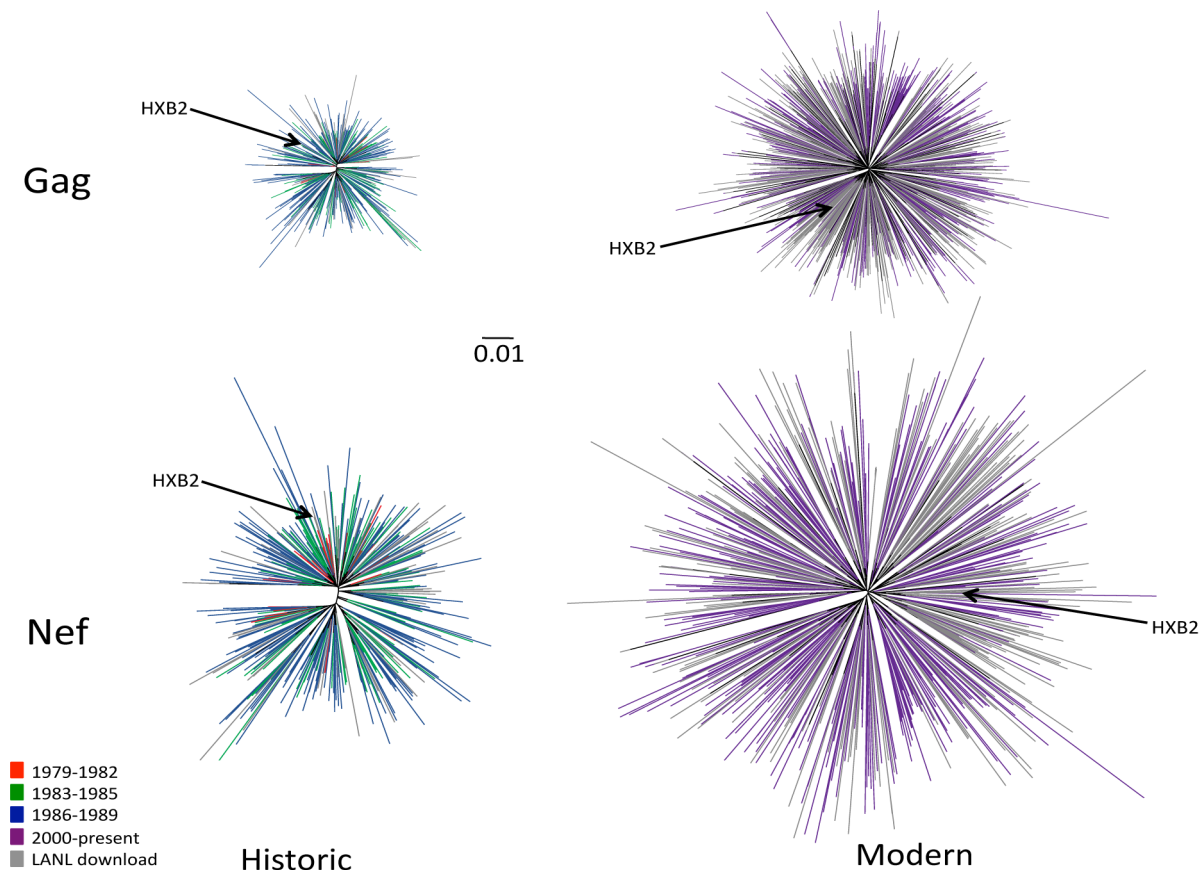 HXB2
Gag
HXB2
0.01
HXB2
Nef
HXB2
1979-1982
1983-1985
1986-1989
2000-present
LANL download
Historic
Modern